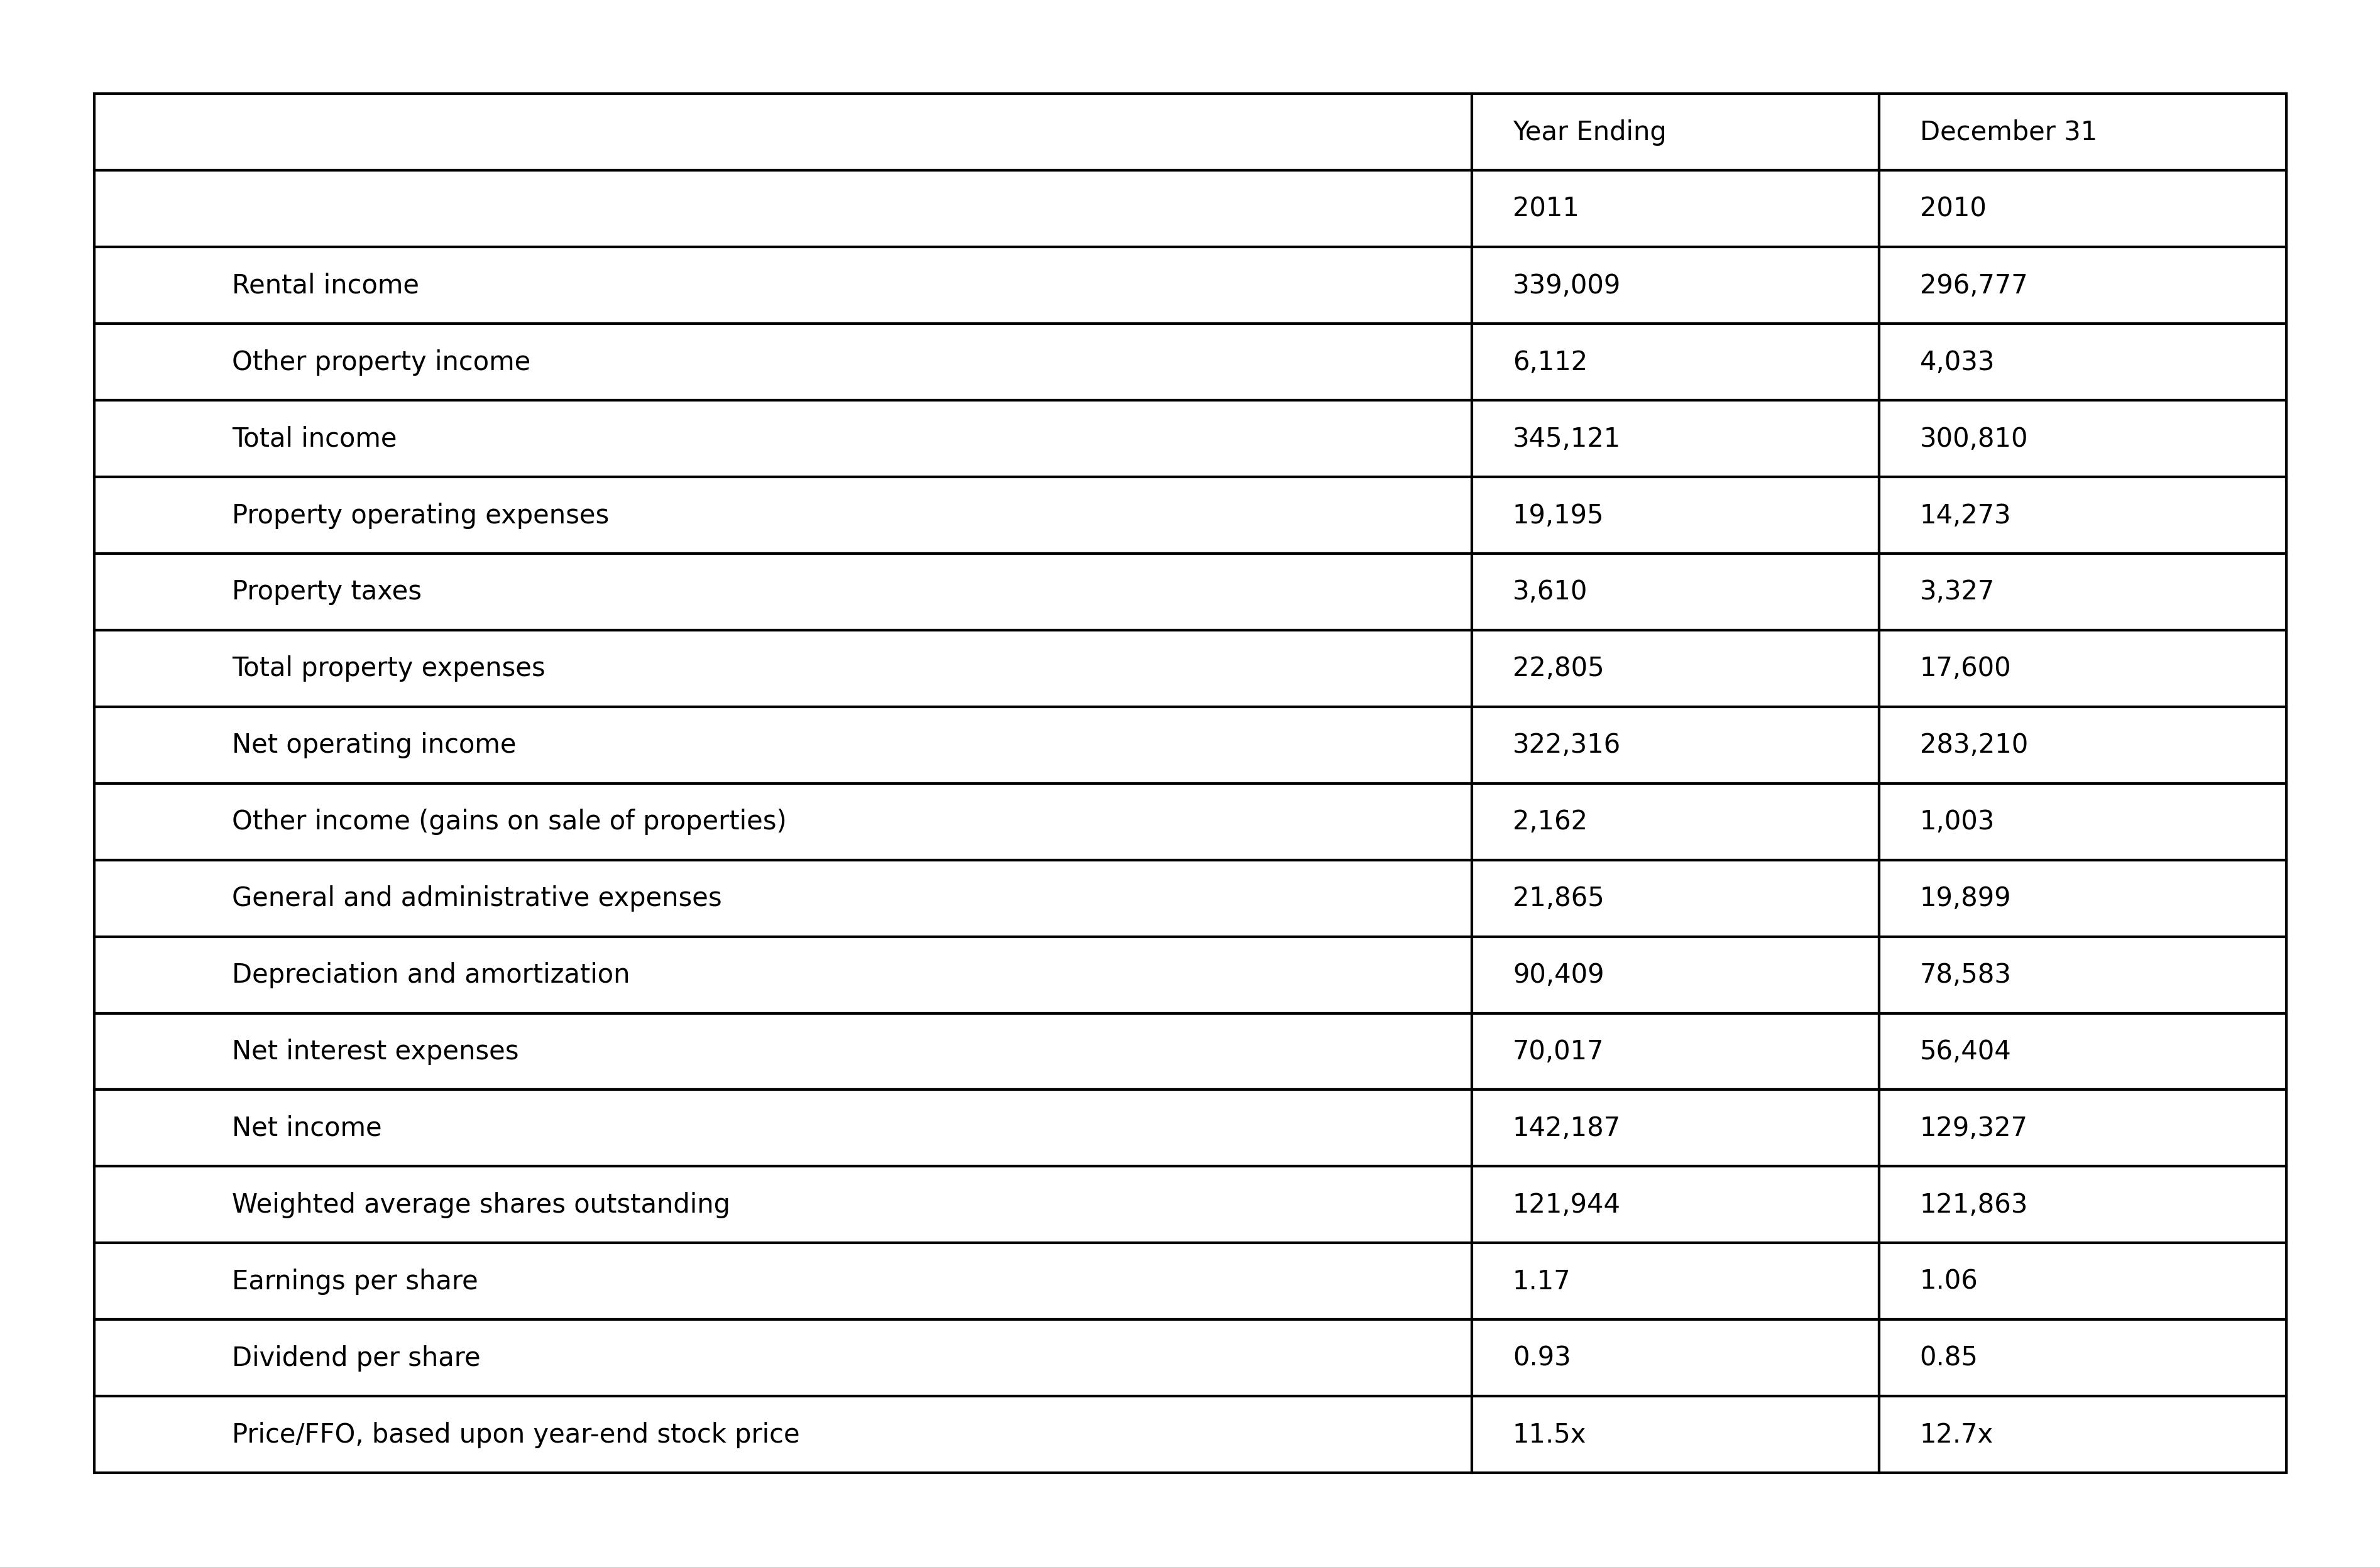 Year Ending December 31
2011 2010
Rental income 339,009 296,777
Other property income 6,112 4,033
Total income 345,121 300,810
Property operating expenses 19,195 14,273
Property taxes 3,610 3,327
Total property expenses 22,805 17,600
Net operating income 322,316 283,210
Other income (gains on sale of properties) 2,162 1,003
General and administrative expenses 21,865 19,899
Depreciation and amortization 90,409 78,583
Net interest expenses 70,017 56,404
Net income 142,187 129,327
Weighted average shares outstanding 121,944 121,863
Earnings per share 1.17 1.06
Dividend per share 0.93 0.85
Price/FFO, based upon year-end stock price 11.5x 12.7x